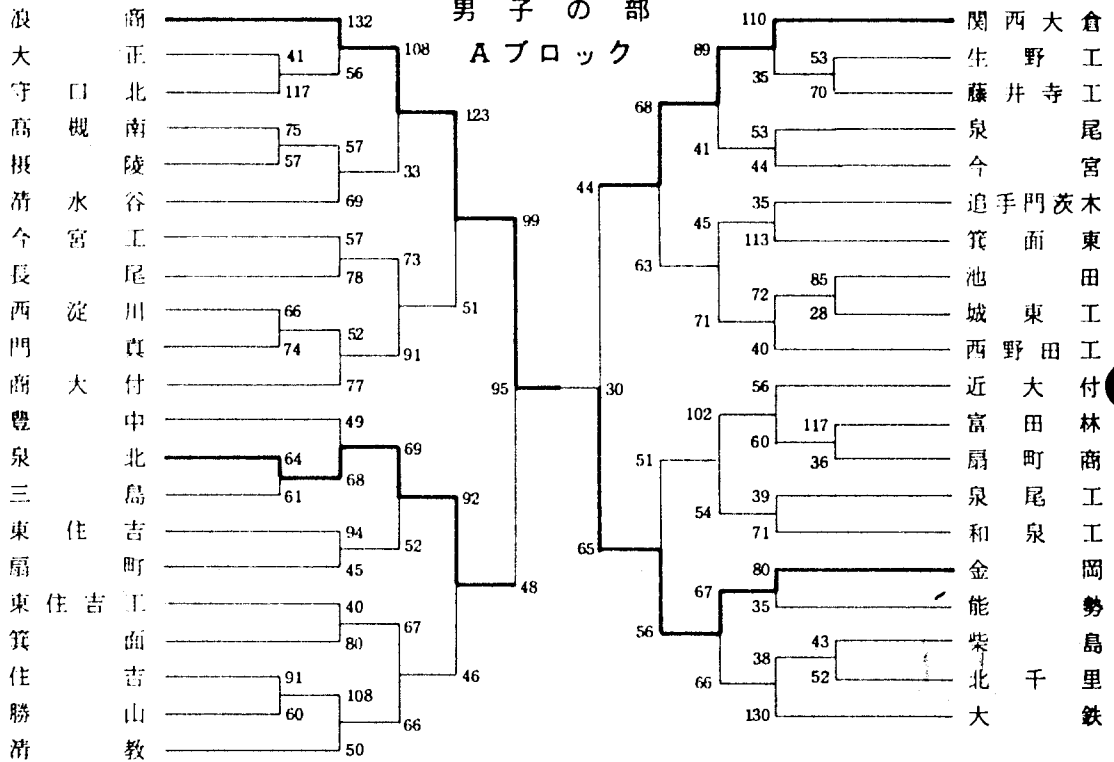 男子の部
Aブロック
浪商
大正
守口北
高槻南
摂陵
清水谷
今宮工
長尾
西淀川
門真
商大付
豊中
泉北
三島
東住吉
扇町
東住吉工
箕面
住吉
勝山
清教
132
41
117
56
108
75
57
57
69
33
123
57
78
73
66
74
52
77
91
51
99
49
64
61
68
69
94
45
52
92
40
80
67
91
60
108
50
66
46
48
95
30
関西大倉
生野工
藤井寺工
泉尾
今宮
追手門茨木
箕面東
池田
城東工
西野田工
近大付
富田林
扇町商
泉尾工
和泉工
金岡
能勢
柴島
北千里
大鉄
110
53
70
35
89
53
44
41
68
35
113
45
85
28
72
40
71
63
44
56
117
36
60
102
39
71
54
51
80
35
67
43
52
38
130
66
56
65